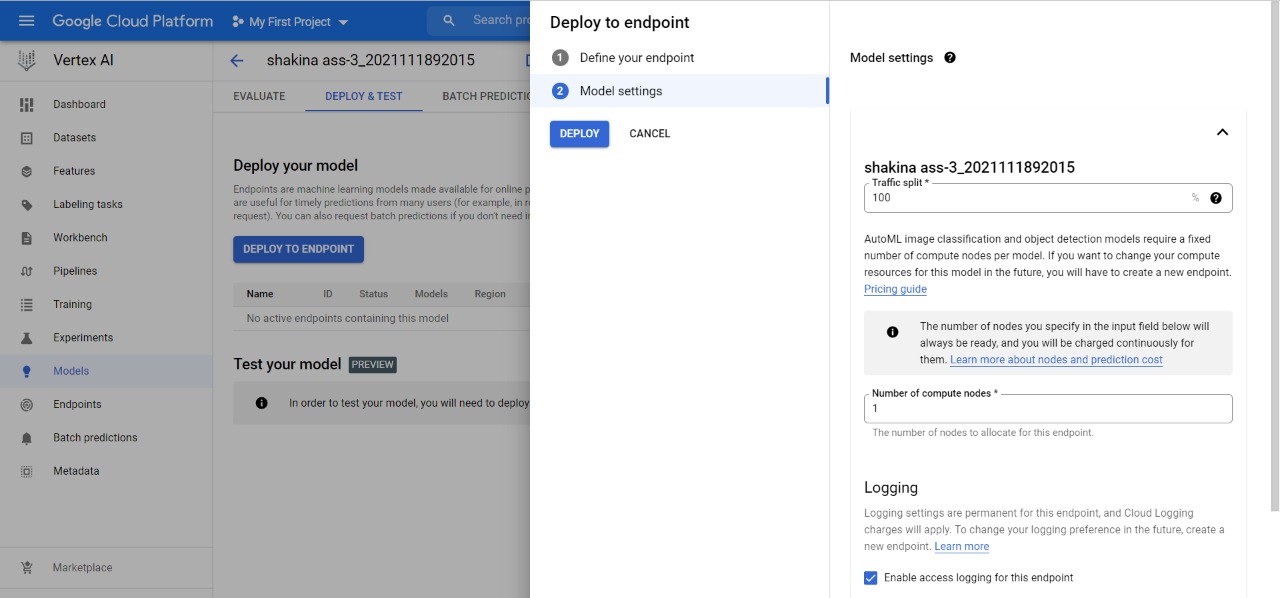 Google Cloud Platform
My First Project
Search pro
Vertex AI
Dashboard
Datasets
Features
Labeling tasks
Workbench
Pipelines
Training
Experiments
Models
Endpoints
Batch predictions
Metadata
Marketplace
shakina ass-3_2021111892015
EVALUATE DEPLOY & TEST BATCH PREDICTIO
Deploy your model
Endpoints are machine learning models made available for online p
are useful for timely predictions from many users (for example, in re
request). You can also request batch predictions if you don't need in
DEPLOY TO ENDPOINT
Name ID Status Models Region
No active endpoints containing this model
Test your model PREVIEW
In order to test your model, you will need to deploy
Deploy to endpoint
1 Define your endpoint
2 Model settings
DEPLOY CANCEL
Model settings
shakina ass-3_2021111892015
Traffic split *
100 %
AutoML image classification and object detection models require a fixed
number of compute nodes per model. If you want to change your compute
resources for this model in the future, you will have to create a new endpoint.
Pricing guide
The number of nodes you specify in the input field below will
always be ready, and you will be charged continuously for
them. Learn more about nodes and prediction cost
Number of compute nodes *
1
The number of nodes to allocate for this endpoint.
Logging
Logging settings are permanent for this endpoint, and Cloud Logging
charges will apply. To change your logging preference in the future, create a
new endpoint. Learn more
Enable access logging for this endpoint